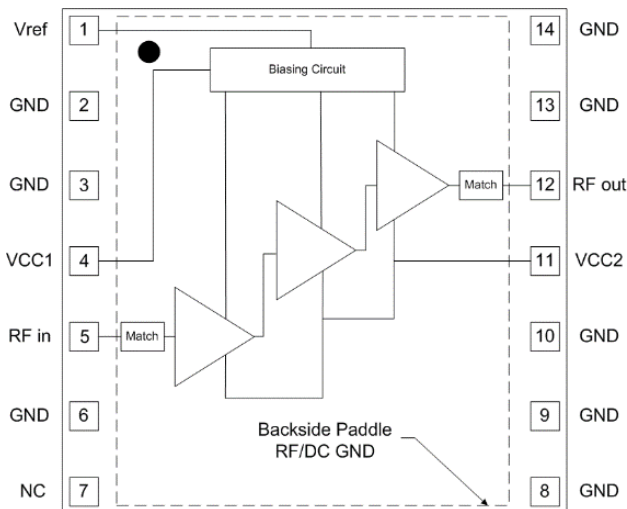 Vref 1
14 GND
Biasing Circuit
GND 2
13 GND
GND 3
Match
12 RF out
VCC1 4
11 VCC2
RF in 5
Match
10 GND
GND 6
9 GND
Backside Paddle
RF/DC GND
NC 7
8 GND